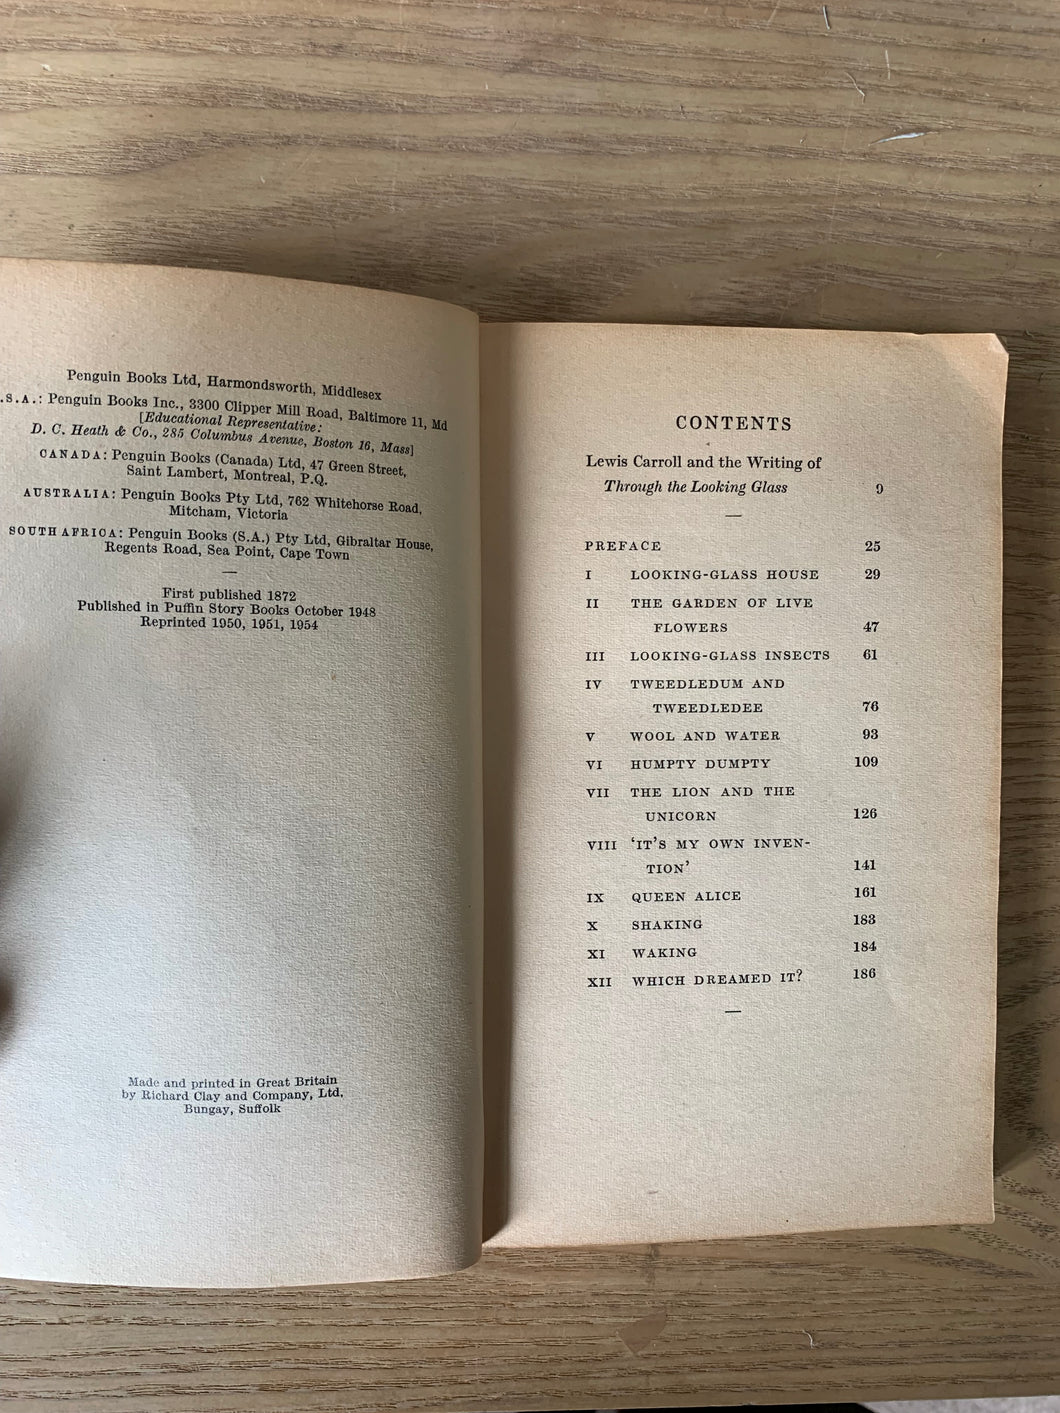 Penguin Books Ltd, Harmondsworth, Middlesex
.S.A.: Penguin Books Inc., 3300 Clipper Mill Road, Baltimore 11, Md
[Educational Representative:
D. C. Heath & Co., 285 Columbus Avenue, Boston 16, Mass]
CANADA: Penguin Books (Canada) Ltd, 47 Green Street,
Saint Lambert, Montreal, P.Q.
AUSTRALIA: Penguin Books Pty Ltd, 762 Whitehorse Road,
Mitcham, Victoria
SOUTH AFRICA: Penguin Books (S.A.) Pty Ltd, Gibraltar House,
Regents Road, Sea Point, Cape Town
—
First published 1872
Published in Puffin Story Books October 1948
Reprinted 1950, 1951, 1954
Made and printed in Great Britain
by Richard Clay and Company, Ltd,
Bungay, Suffolk
CONTENTS
Lewis Carroll and the Writing of
Through the Looking Glass 9
—
PREFACE 25
I LOOKING-GLASS HOUSE 29
II THE GARDEN OF LIVE
FLOWERS 47
III LOOKING-GLASS INSECTS 61
IV TWEEDLEDUM AND
TWEEDLEDEE 76
V WOOL AND WATER 93
VI HUMPTY DUMPTY 109
VII THE LION AND THE
UNICORN 126
VIII ‘IT’S MY OWN INVEN-
TION’ 141
IX QUEEN ALICE 161
X SHAKING 183
XI WAKING 184
XII WHICH DREAMED IT? 186
—